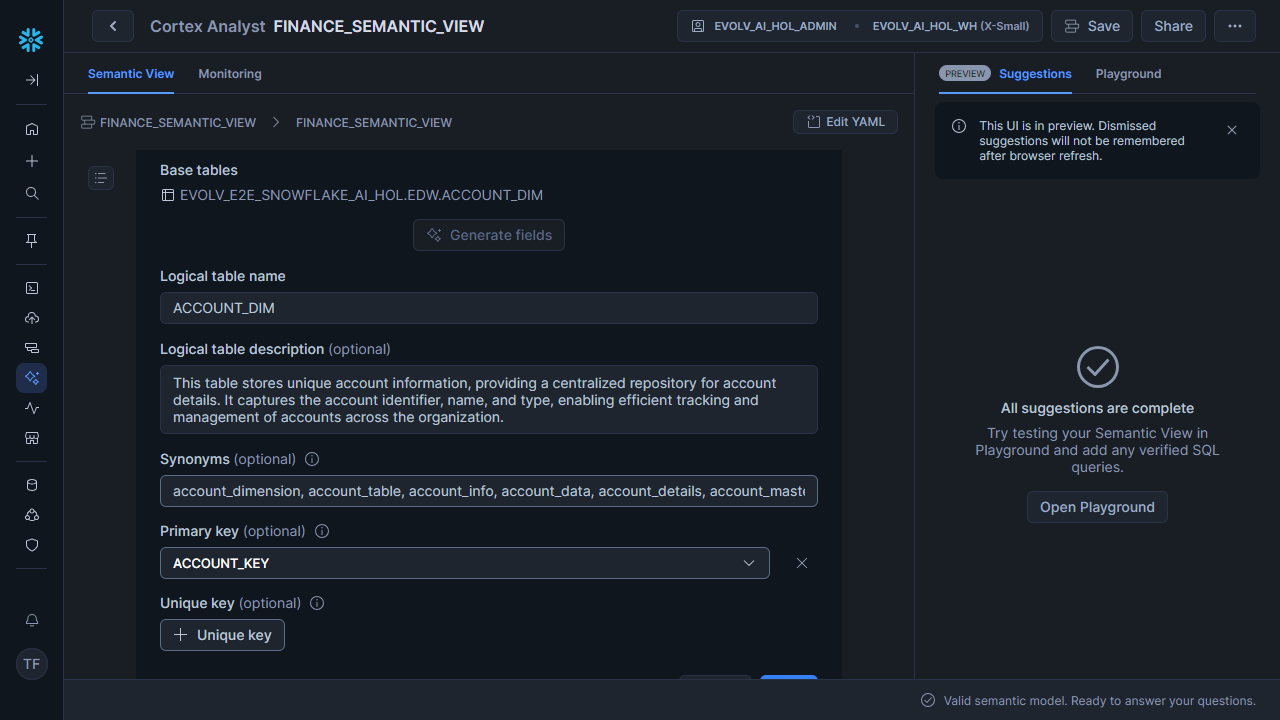 Cortex Analyst FINANCE_SEMANTIC_VIEW
EVOLV_AI_HOL_ADMIN • EVOLV_AI_HOL_WH (X-Small)
Save
Share
Semantic View
Monitoring
PREVIEW
Suggestions
Playground
FINANCE_SEMANTIC_VIEW > FINANCE_SEMANTIC_VIEW
Edit YAML
This UI is in preview. Dismissed
suggestions will not be remembered
after browser refresh.
Base tables
EVOLV_E2E_SNOWFLAKE_AI_HOL.EDW.ACCOUNT_DIM
Generate fields
Logical table name
ACCOUNT_DIM
Logical table description (optional)
This table stores unique account information, providing a centralized repository for account
details. It captures the account identifier, name, and type, enabling efficient tracking and
management of accounts across the organization.
Synonyms (optional)
account_dimension, account_table, account_info, account_data, account_details, account_maste
Primary key (optional)
ACCOUNT_KEY
Unique key (optional)
Unique key
All suggestions are complete
Try testing your Semantic View in
Playground and add any verified SQL
queries.
Open Playground
TF
Valid semantic model. Ready to answer your questions.